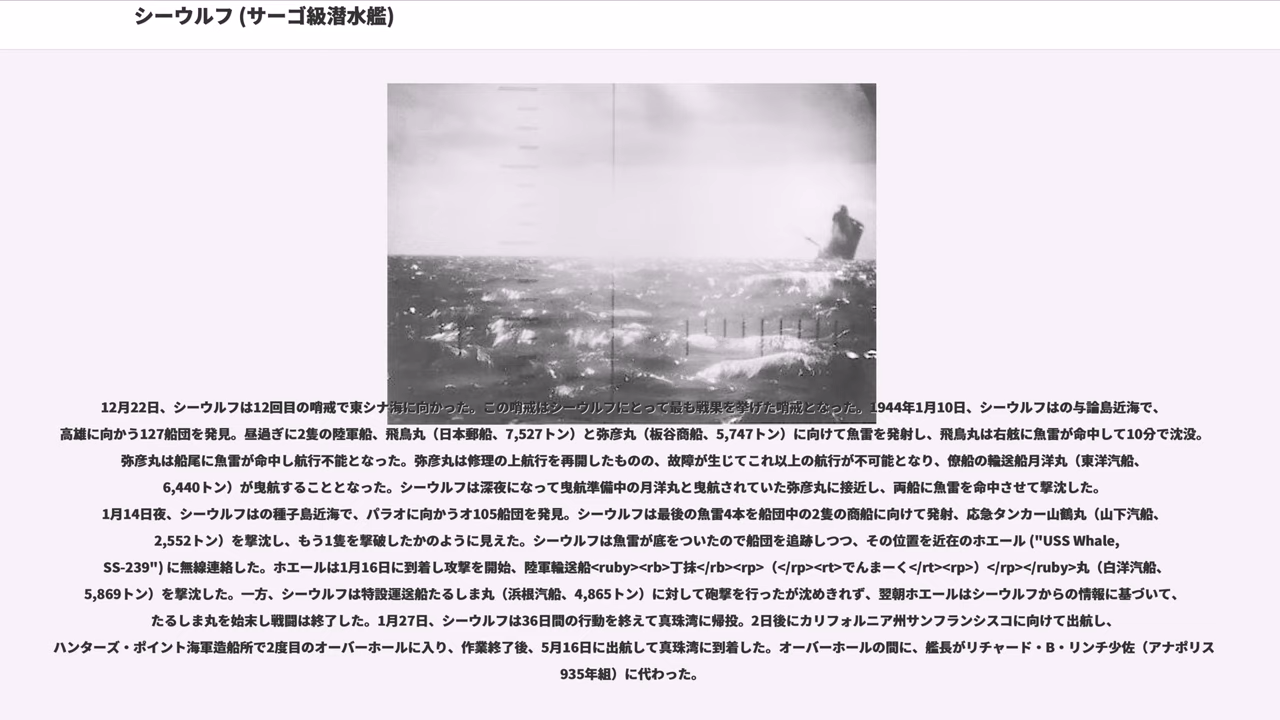 シーウルフ (サーゴ級潜水艦)
12月22日、シーウルフは12回目の哨戒で東シナ海に向かった。この哨戒はシーウルフにとって最も戦果を挙げた哨戒となった。1944年1月10日、シーウルフはの与論島近海で、
高雄に向かう127船団を発見。昼過ぎに2隻の陸軍船、飛鳥丸（日本郵船、7,527トン）と弥彦丸（板谷商船、5,747トン）に向けて魚雷を発射し、飛鳥丸は右舷に魚雷が命中して10分で沈没。
弥彦丸は船尾に魚雷が命中し航行不能となった。弥彦丸は修理の上航行を再開したものの、故障が生じてこれ以上の航行が不可能となり、僚船の輸送船月洋丸（東洋汽船、
6,440トン）が曳航することとなった。シーウルフは深夜になって曳航準備中の月洋丸と曳航されていた弥彦丸に接近し、両船に魚雷を命中させて撃沈した。
1月14日夜、シーウルフはの種子島近海で、パラオに向かうオ105船団を発見。シーウルフは最後の魚雷4本を船団中の2隻の商船に向けて発射、応急タンカー山鶴丸（山下汽船、
2,552トン）を撃沈し、もう1隻を撃破したかのように見えた。シーウルフは魚雷が底をついたので船団を追跡しつつ、その位置を近在のホエール ("USS Whale,
SS-239") に無線連絡した。ホエールは1月16日に到着し攻撃を開始、陸軍輸送船<ruby><rb>丁抹</rb><rp>（</rp><rt>でんまーく</rt><rp>）</rp></ruby>丸（白洋汽船、
5,869トン）を撃沈した。一方、シーウルフは特設運送船たるしま丸（浜根汽船、4,865トン）に対して砲撃を行ったが沈めきれず、翌朝ホエールはシーウルフからの情報に基づいて、
たるしま丸を始末し戦闘は終了した。1月27日、シーウルフは36日間の行動を終えて真珠湾に帰投。2日後にカリフォルニア州サンフランシスコに向けて出航し、
ハンターズ・ポイント海軍造船所で2度目のオーバーホールに入り、作業終了後、5月16日に出航して真珠湾に到着した。オーバーホールの間に、艦長がリチャード・B・リンチ少佐（アナポリス
935年組）に代わった。